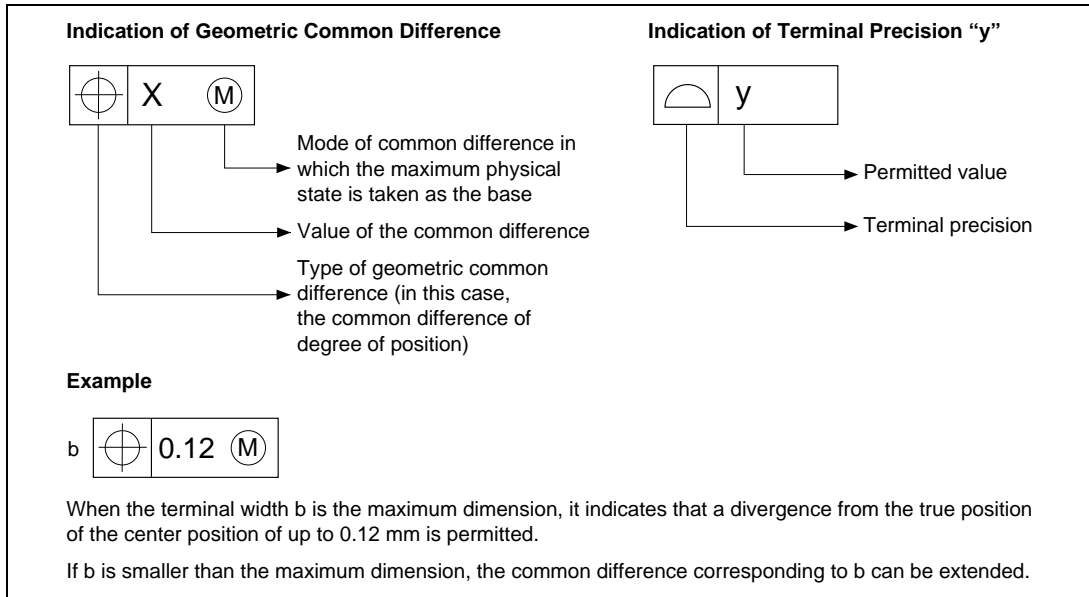 Indication of Geometric Common Difference
X M
Mode of common difference in
which the maximum physical
state is taken as the base
Value of the common difference
Type of geometric common
difference (in this case,
the common difference of
degree of position)
Indication of Terminal Precision “y”
y
Permitted value
Terminal precision
Example
b 0.12 M
When the terminal width b is the maximum dimension, it indicates that a divergence from the true position
of the center position of up to 0.12 mm is permitted.
If b is smaller than the maximum dimension, the common difference corresponding to b can be extended.